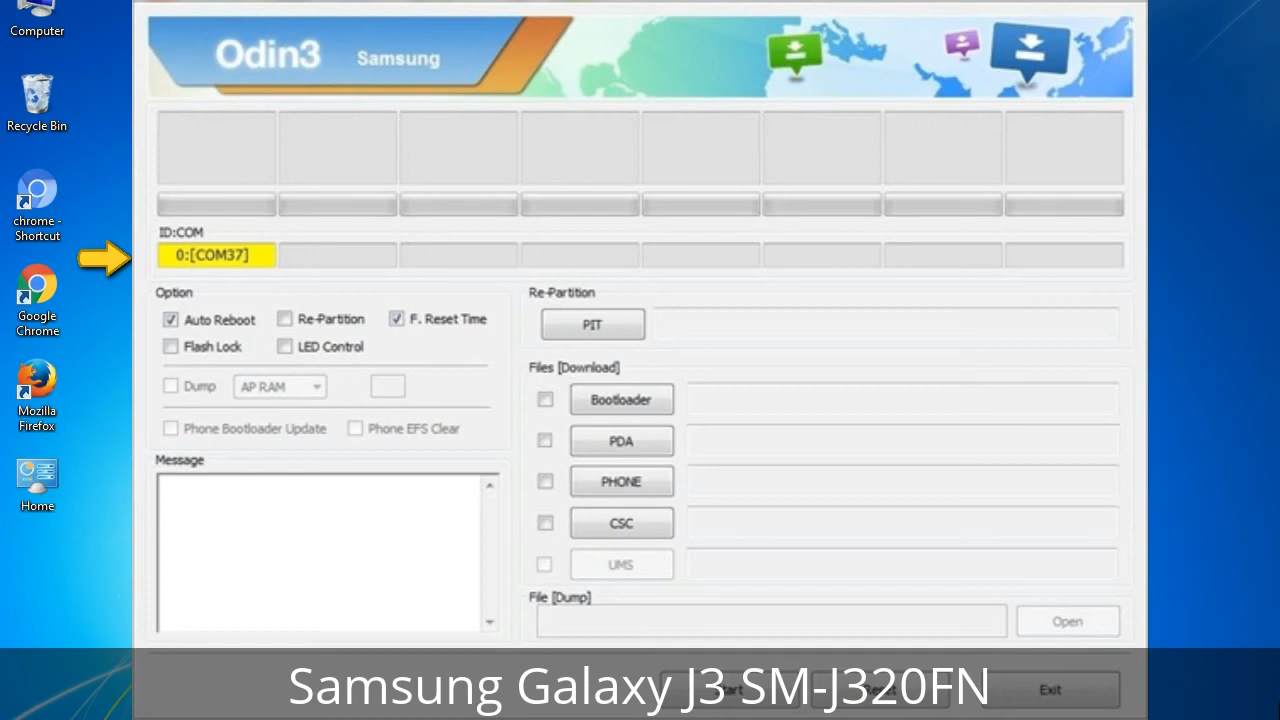 Computer
Recycle Bin
chrome -
Shortcut
Google
Chrome
Mozilla
Firefox
Home
Odin3 Samsung
ID:COM
0:[COM37]
Option
Auto Reboot Re-Partition F. Reset Time
Flash Lock LED Control
Dump AP RAM
Phone Bootloader Update Phone EFS Clear
Message
Re-Partition
PIT
Files [Download]
Bootloader
PDA
PHONE
CSC
UMS
File [Dump]
Open
Start Reset Exit
Samsung Galaxy J3 SM-J320FN